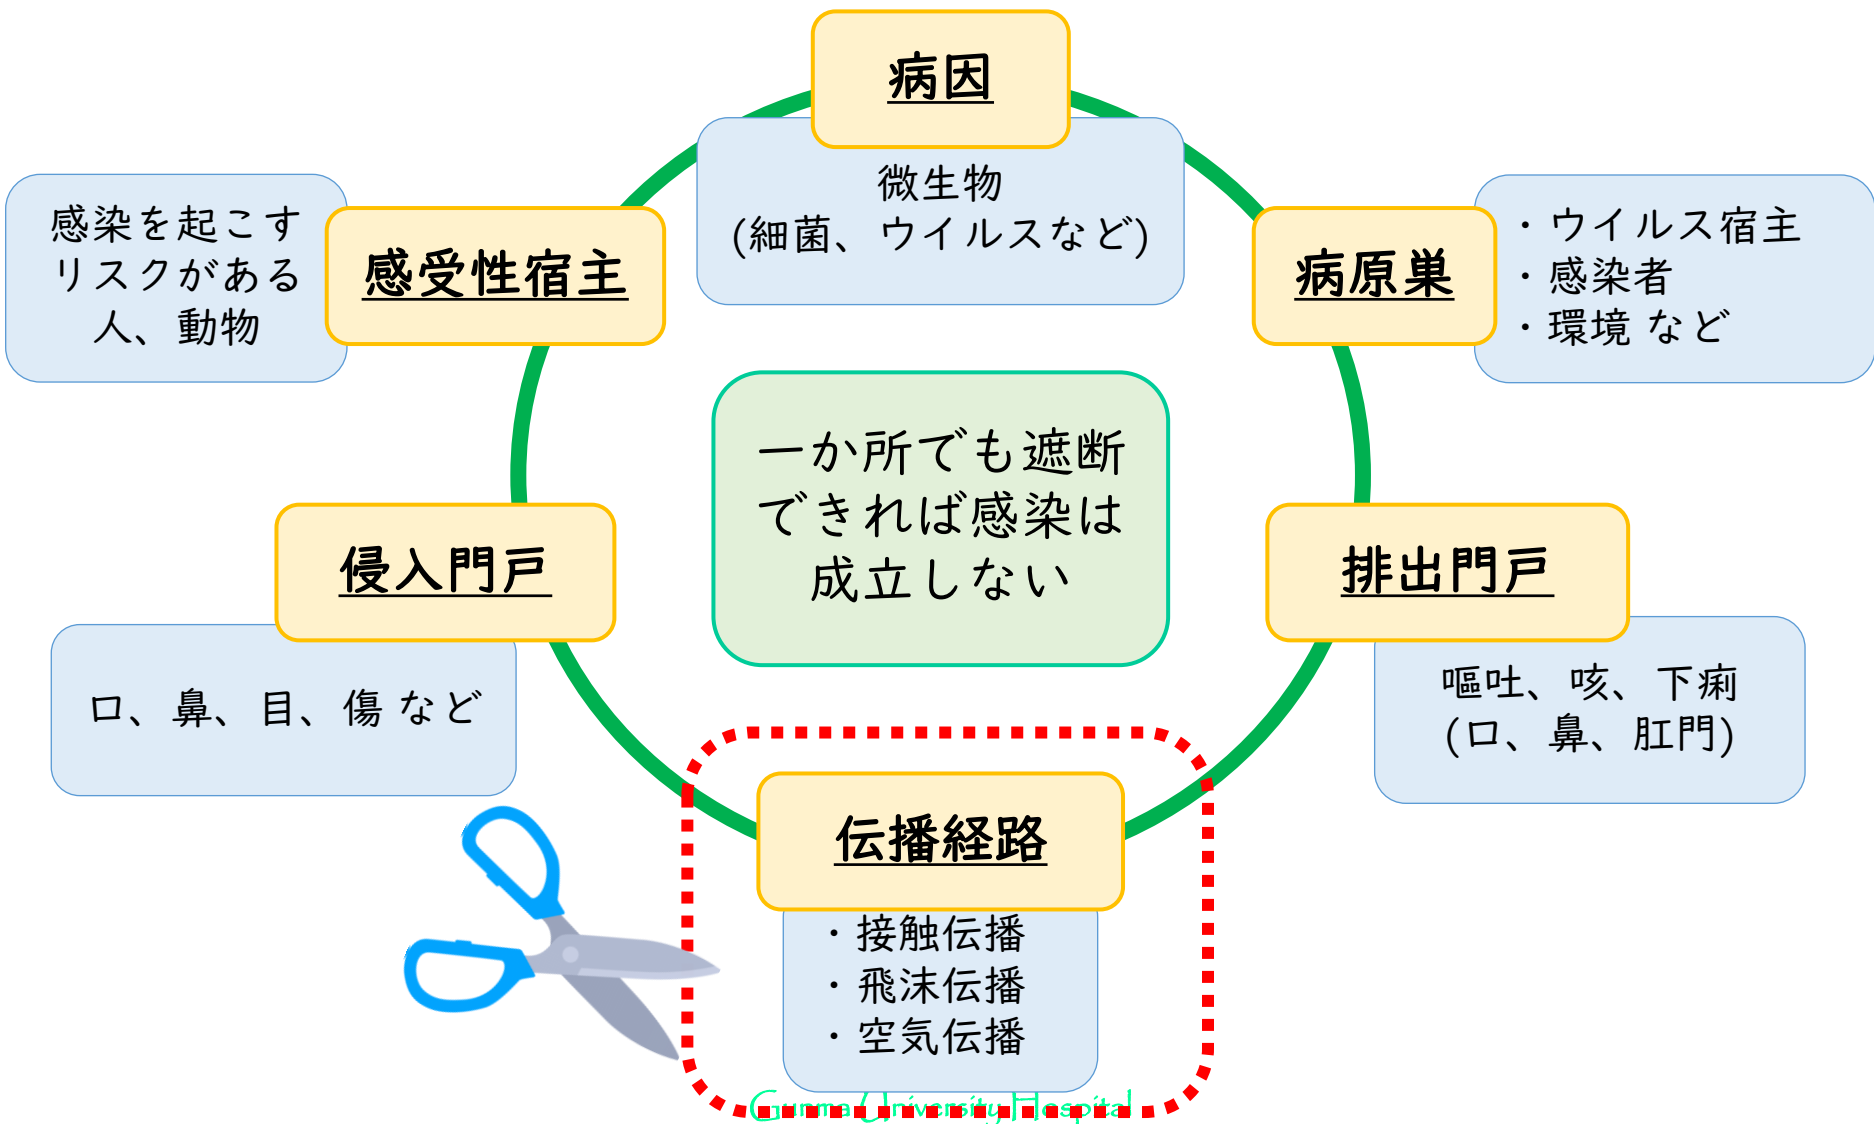 病因
微生物
(細菌、ウイルスなど)
病原巣
・ウイルス宿主
・感染者
・環境 など
排出門戸
嘔吐、咳、下痢
(口、鼻、肛門)
伝播経路
・接触伝播
・飛沫伝播
・空気伝播
侵入門戸
口、鼻、目、傷 など
感受性宿主
感染を起こす
リスクがある
人、動物
一か所でも遮断
できれば感染は
成立しない
Gunma University Hospital